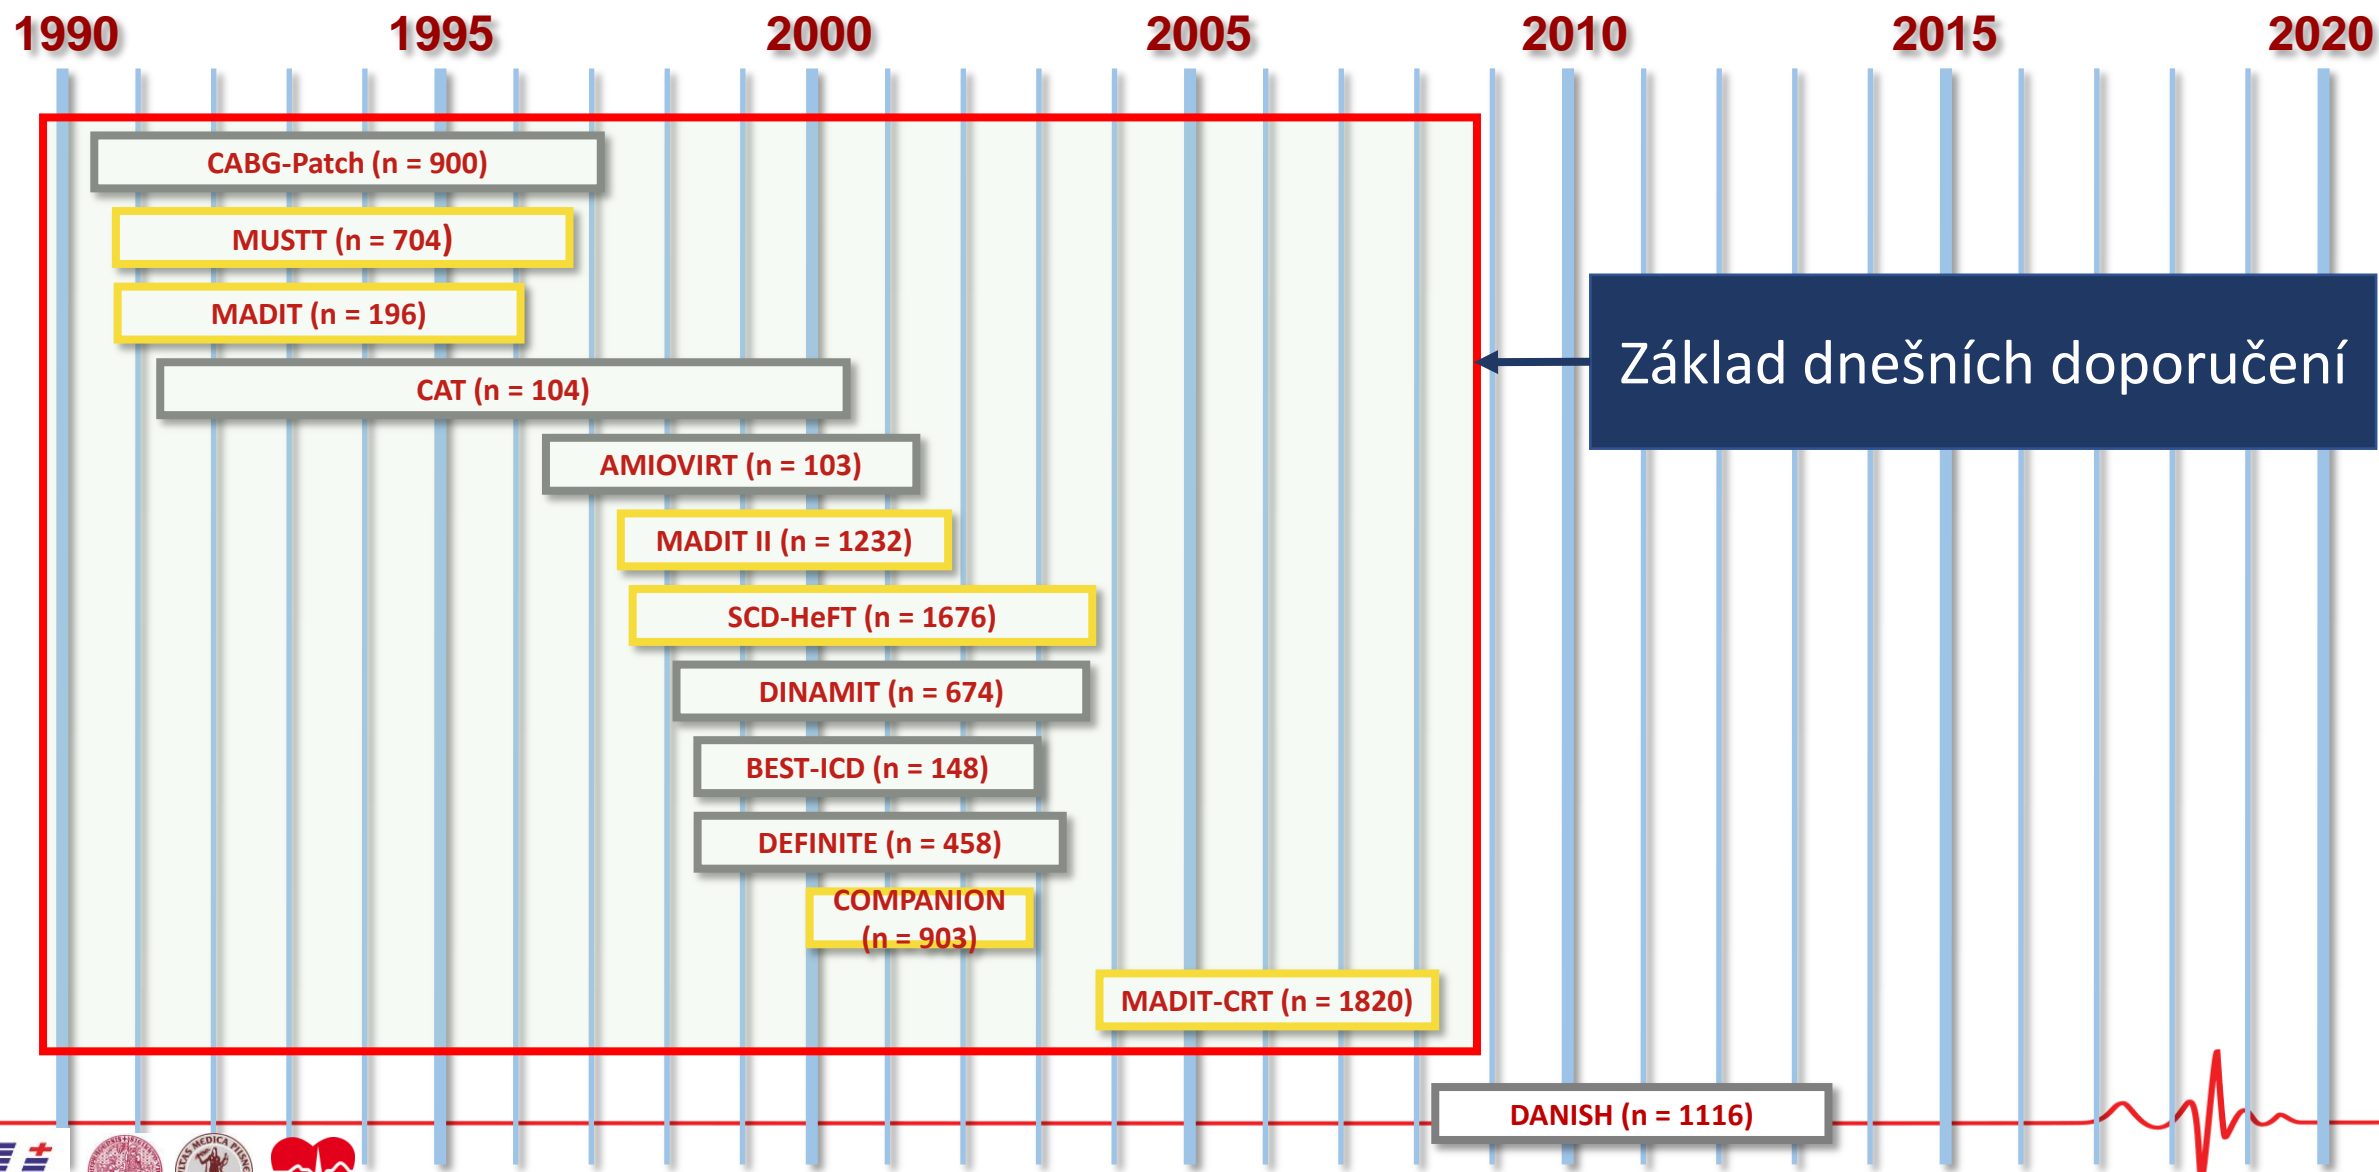 1990 1995 2000 2005 2010 2015 2020
CABG-Patch (n = 900)
MUSTT (n = 704)
MADIT (n = 196)
Základ dnešních doporučení
CAT (n = 104)
AMIOVIRT (n = 103)
MADIT II (n = 1232)
SCD-HeFT (n = 1676)
DINAMIT (n = 674)
BEST-ICD (n = 148)
DEFINITE (n = 458)
COMPANION
(n = 903)
MADIT-CRT (n = 1820)
DANISH (n = 1116)